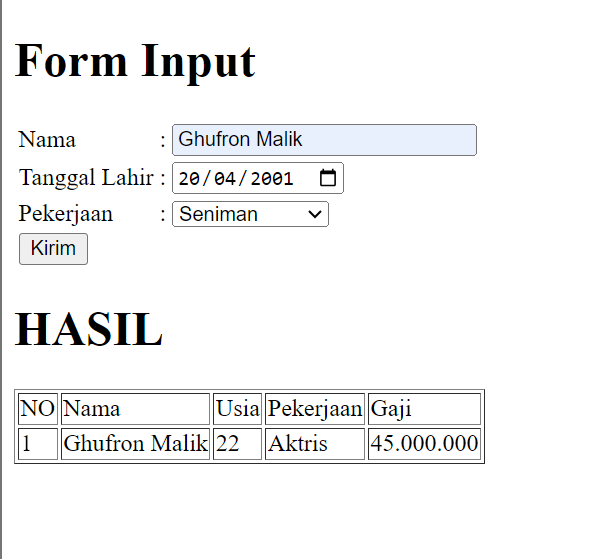 Form Input
Nama : Ghufron Malik
Tanggal Lahir : 20/04/2001
Pekerjaan : Seniman
Kirim
HASIL
NO Nama Usia Pekerjaan Gaji
1 Ghufron Malik 22 Aktris 45.000.000